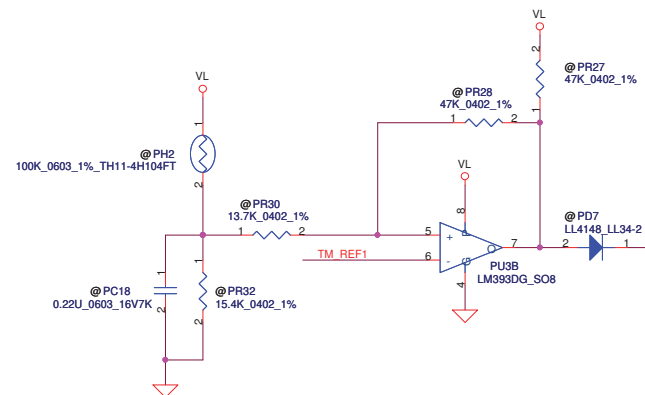 VL
@ PR27
47K_0402_1%
2
1
@ PR28
47K_0402_1%
1
2
VL
1
@ PH2
100K_0603_1%_TH11-4H104FT
2
VL
8
P
@ PR30
13.7K_0402_1%
1
2
5
+
6
-
TM_REF1
G
4
7
PU3B
LM393DG_SO8
@ PD7
LL4148_LL34-2
2
1
1
@ PC18
0.22U_0603_16V7K
2
1
@ PR32
15.4K_0402_1%
2